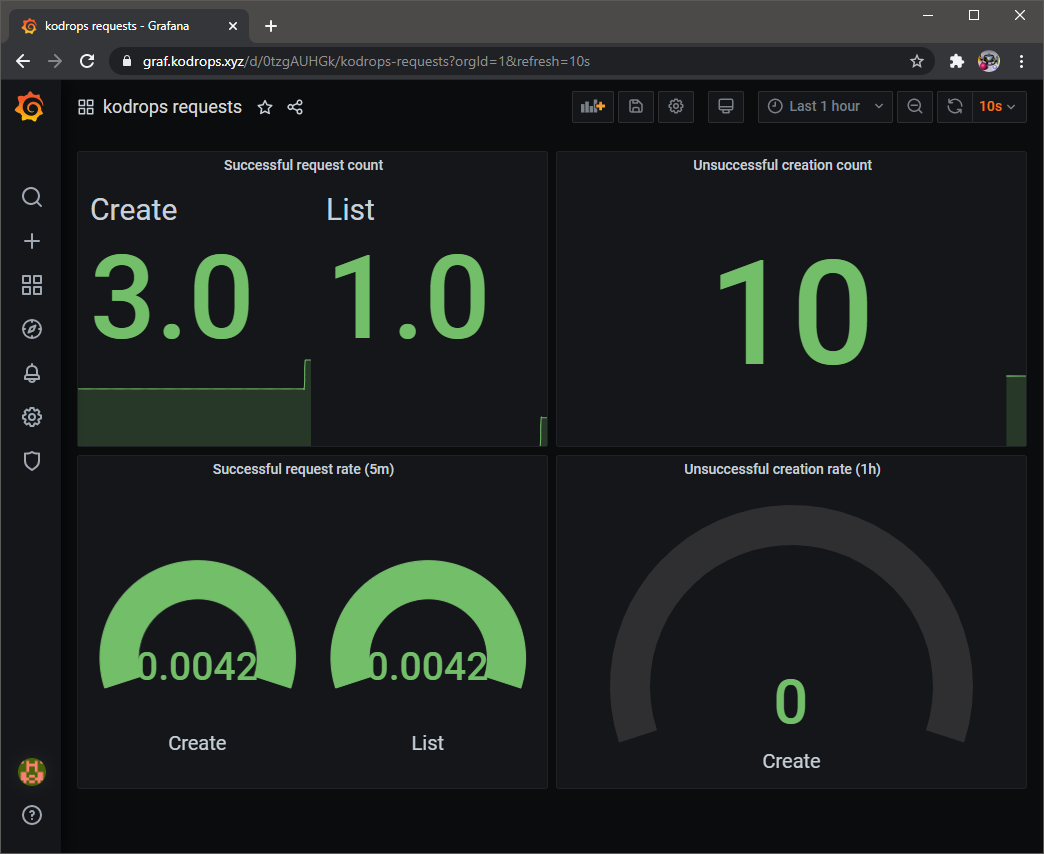 kodrops requests - Grafana
graf.kodrops.xyz/d/0tzgAUHGk/kodrops-requests?orgId=1&refresh=10s
kodrops requests
Last 1 hour
10s
Successful request count
Create
List
3.0
1.0
Unsuccessful creation count
10
Successful request rate (5m)
0.0042
0.0042
Create
List
Unsuccessful creation rate (1h)
0
Create